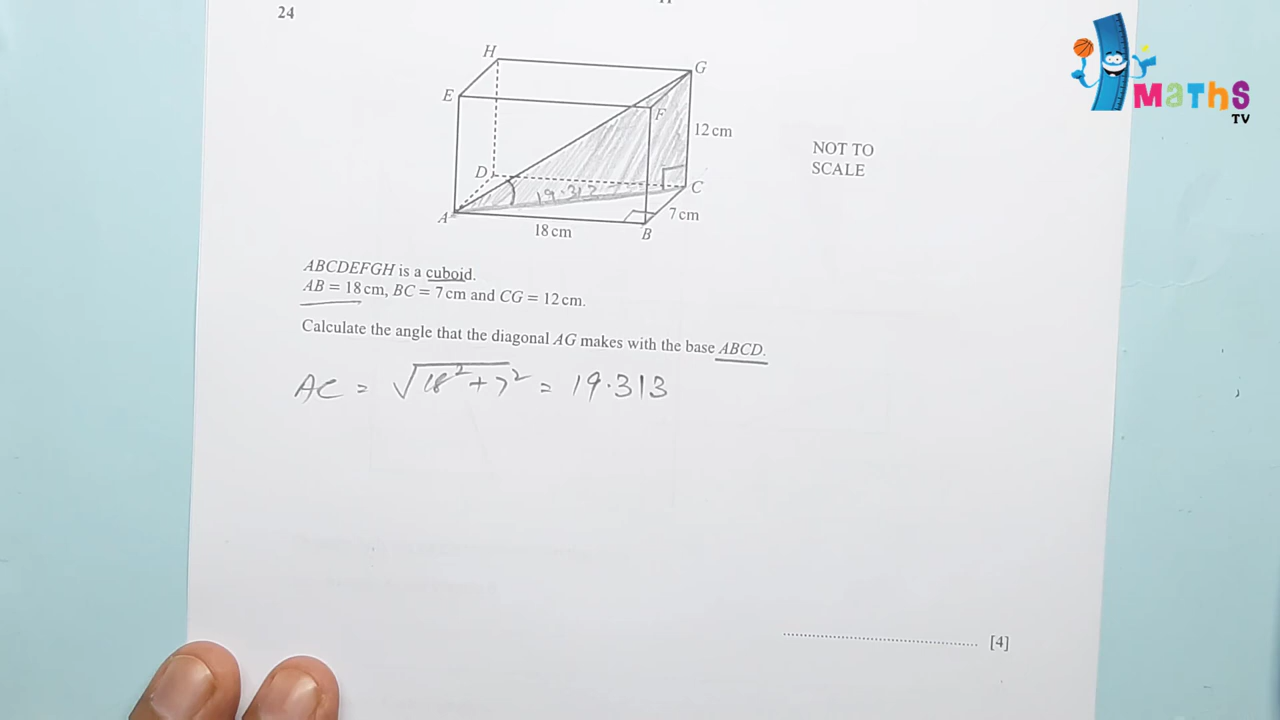 24
MATHS
TV
H
G
E
F
12 cm
NOT TO
SCALE
D
19.313
C
A
7 cm
18 cm
B
ABCDEFGH is a cuboid.
AB = 18 cm, BC = 7 cm and CG = 12 cm.
Calculate the angle that the diagonal AG makes with the base ABCD.
AC = √18² + 7² = 19.313
[4]